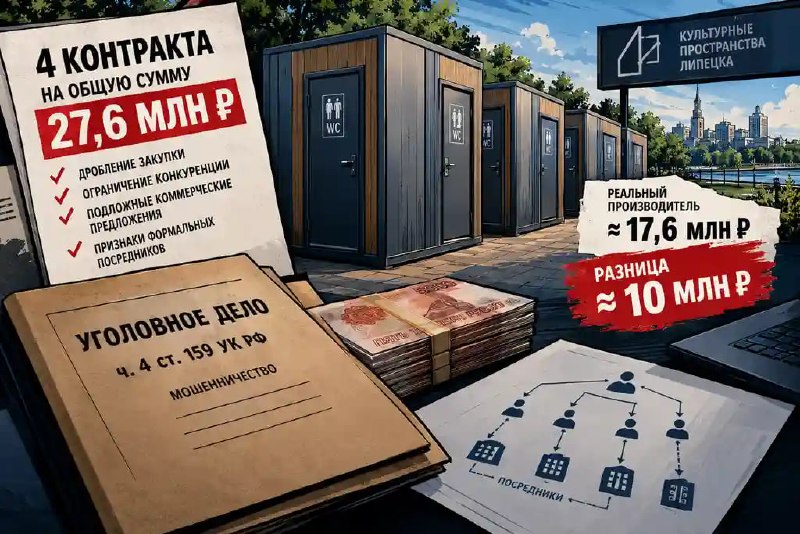 4 КОНТРАКТА
НА ОБЩУЮ СУММУ
27,6 МЛН ₽
ДРОБЛЕНИЕ ЗАКУПКИ
ОГРАНИЧЕНИЕ КОНКУРЕНЦИИ
ПОДЛОЖНЫЕ КОММЕРЧЕСКИЕ
ПРЕДЛОЖЕНИЯ
ПРИЗНАКИ ФОРМАЛЬНЫХ
ПОСРЕДНИКОВ
WC
WC
КУЛЬТУРНЫЕ
ПРОСТРАНСТВА
ЛИПЕЦКА
РЕАЛЬНЫЙ
ПРОИЗВОДИТЕЛЬ
≈ 17,6 МЛН ₽
РАЗНИЦА
≈ 10 МЛН ₽
УГОЛОВНОЕ ДЕЛО
ч. 4 ст. 159 УК РФ
МОШЕННИЧЕСТВО
ПОСРЕДНИКИ